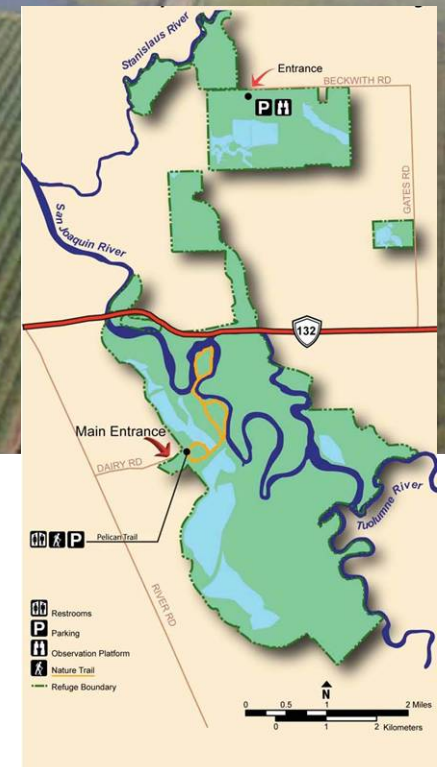 Stanislaus River
Entrance
BECKWITH RD
P
GATES RD
San Joaquin River
132
Main Entrance
DAIRY RD
Tuolumne River
P
Pelican Trail
RIVER RD
Restrooms
P Parking
Observation Platform
Nature Trail
Refuge Boundary
N
0 0.5 1 2 Miles
0 1 2 Kilometers